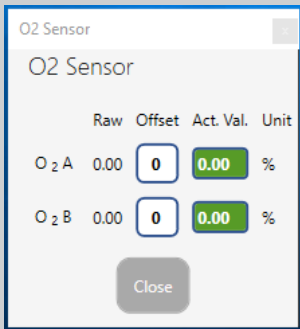 O2 Sensor
x
O2 Sensor
Raw Offset Act. Val. Unit
O 2 A 0.00 0 0.00 %
O 2 B 0.00 0 0.00 %
Close